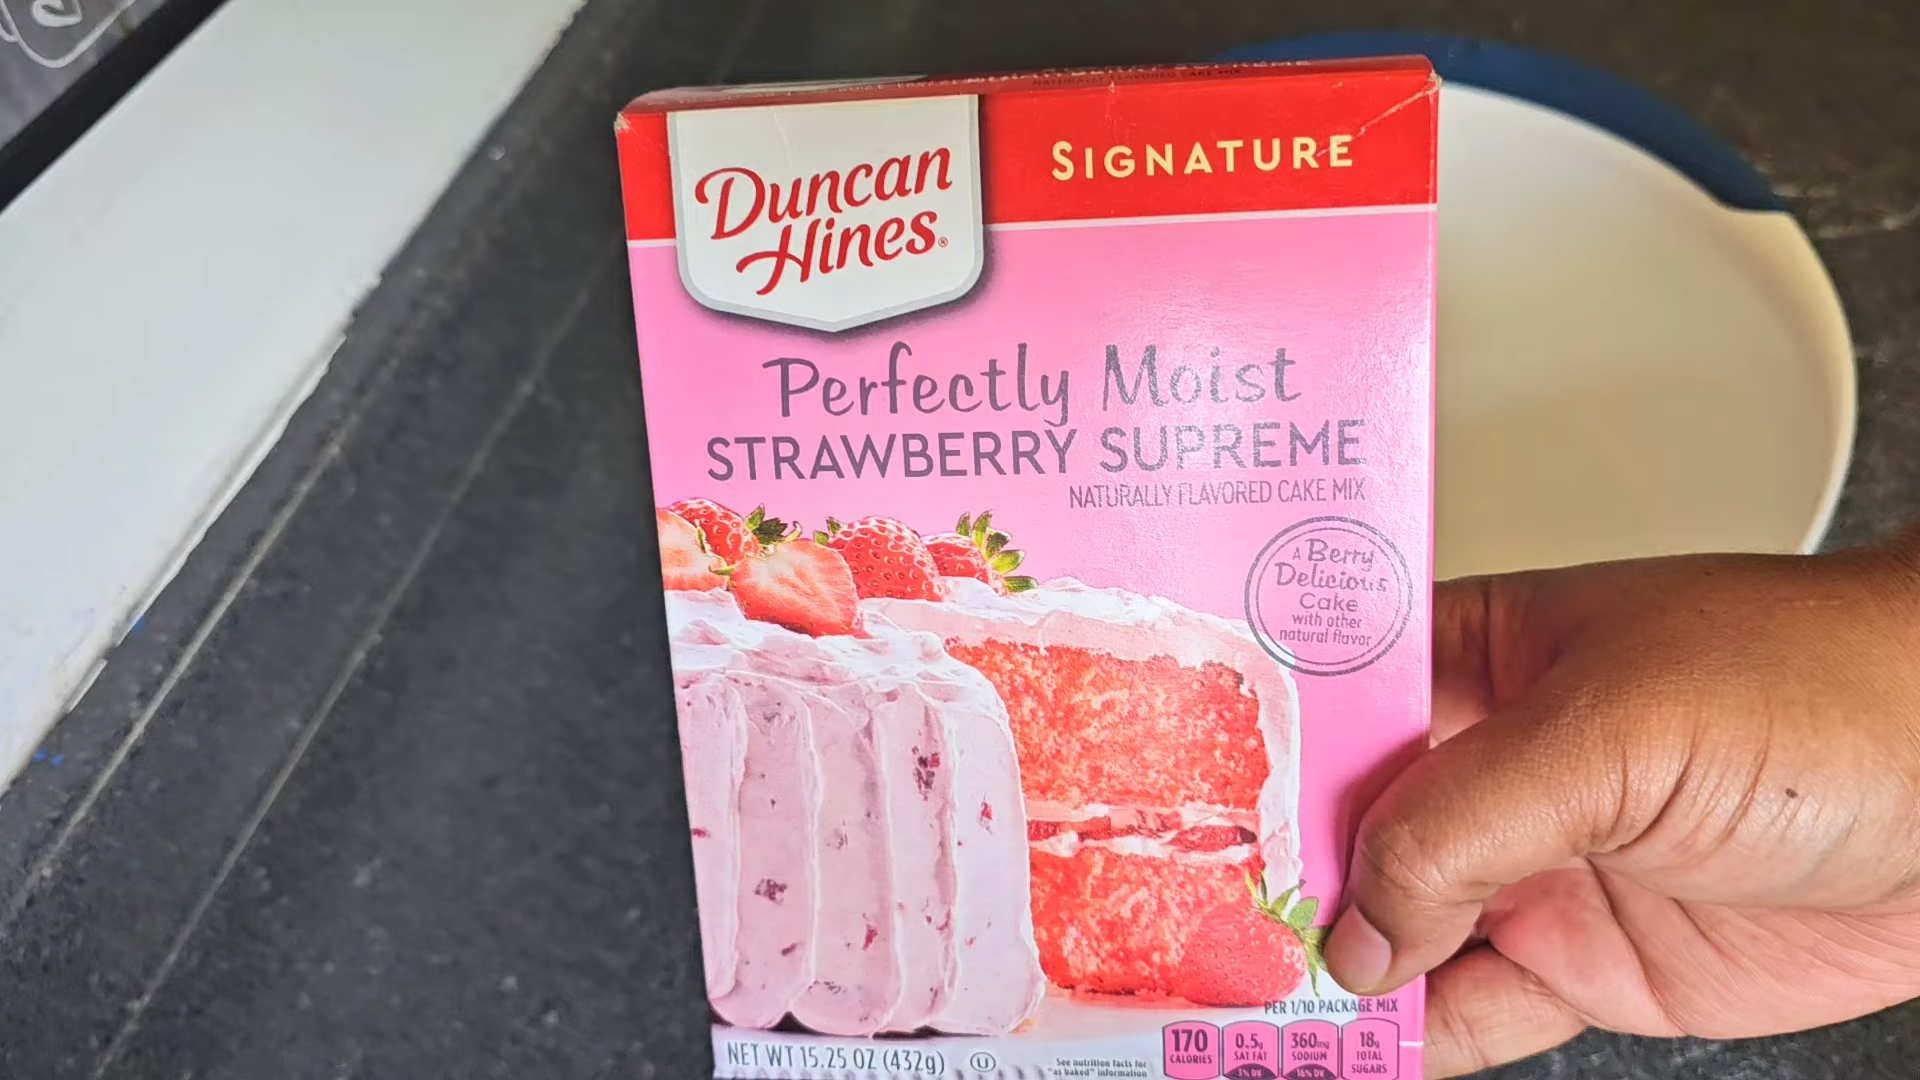 Duncan
Hines®
SIGNATURE
Perfectly Moist
STRAWBERRY SUPREME
NATURALLY FLAVORED CAKE MIX
A Berry
Delicious
Cake
with other
natural flavor
PER 1/10 PACKAGE MIX
170
CALORIES
0.5g
SAT FAT
3% DV
360mg
SODIUM
16% DV
18g
TOTAL
SUGARS
NET WT 15.25 OZ (432g)
U
See nutrition facts for
"as baked" information